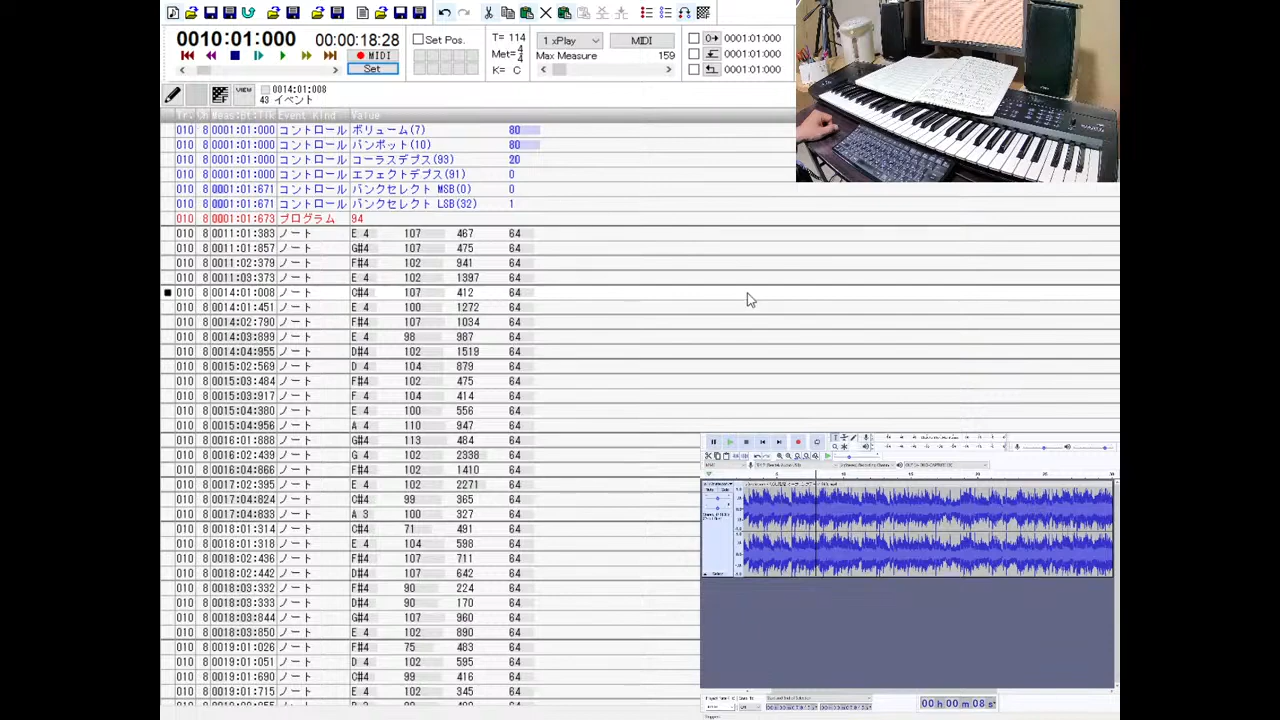 0010:01:000
00:00:18:28
Set Pos.
T= 114
Met= 4/4
K= C
1 xPlay
MIDI
Max Measure 159
0001:01:000
0001:01:000
0001:01:000
MIDI
Set
VIEW
0014:01:008
43 イベント
Tr. Ch Meas:bt:Tik Event Kind Value
010 8 0001:01:000 コントロール ボリューム(7) 80
010 8 0001:01:000 コントロール パンポット(10) 80
010 8 0001:01:000 コントロール コーラスデプス(93) 20
010 8 0001:01:000 コントロール エフェクトデプス(91) 0
010 8 0001:01:671 コントロール バンクセレクト MSB(0) 0
010 8 0001:01:671 コントロール バンクセレクト LSB(32) 1
010 8 0001:01:673 プログラム 94
010 8 0011:01:383 ノート E 4 107 467 64
010 8 0011:01:857 ノート G#4 107 475 64
010 8 0011:02:379 ノート F#4 102 941 64
010 8 0011:03:373 ノート E 4 102 1397 64
010 8 0014:01:008 ノート C#4 107 412 64
010 8 0014:01:451 ノート E 4 100 1272 64
010 8 0014:02:790 ノート F#4 107 1034 64
010 8 0014:03:899 ノート E 4 98 987 64
010 8 0014:04:955 ノート D#4 102 1519 64
010 8 0015:02:569 ノート D 4 104 879 64
010 8 0015:03:484 ノート F#4 102 475 64
010 8 0015:03:917 ノート F 4 104 414 64
010 8 0015:04:380 ノート E 4 100 556 64
010 8 0015:04:956 ノート A 4 110 947 64
010 8 0016:01:888 ノート G#4 113 484 64
010 8 0016:02:439 ノート G 4 102 2338 64
010 8 0016:04:866 ノート F#4 102 1410 64
010 8 0017:02:395 ノート E 4 102 2271 64
010 8 0017:04:824 ノート C#4 99 365 64
010 8 0017:04:833 ノート A 3 100 327 64
010 8 0018:01:314 ノート C#4 71 491 64
010 8 0018:01:318 ノート E 4 104 598 64
010 8 0018:02:436 ノート F#4 107 711 64
010 8 0018:02:442 ノート D#4 107 642 64
010 8 0018:03:332 ノート G#4 90 224 64
010 8 0018:03:333 ノート D#4 90 170 64
010 8 0018:03:844 ノート G#4 107 960 64
010 8 0018:03:850 ノート E 4 102 890 64
010 8 0019:01:026 ノート F#4 75 483 64
010 8 0019:01:051 ノート D 4 102 595 64
010 8 0019:01:690 ノート C#4 99 416 64
010 8 0019:01:715 ノート E 4 102 345 64
00 h 00 m 08 s